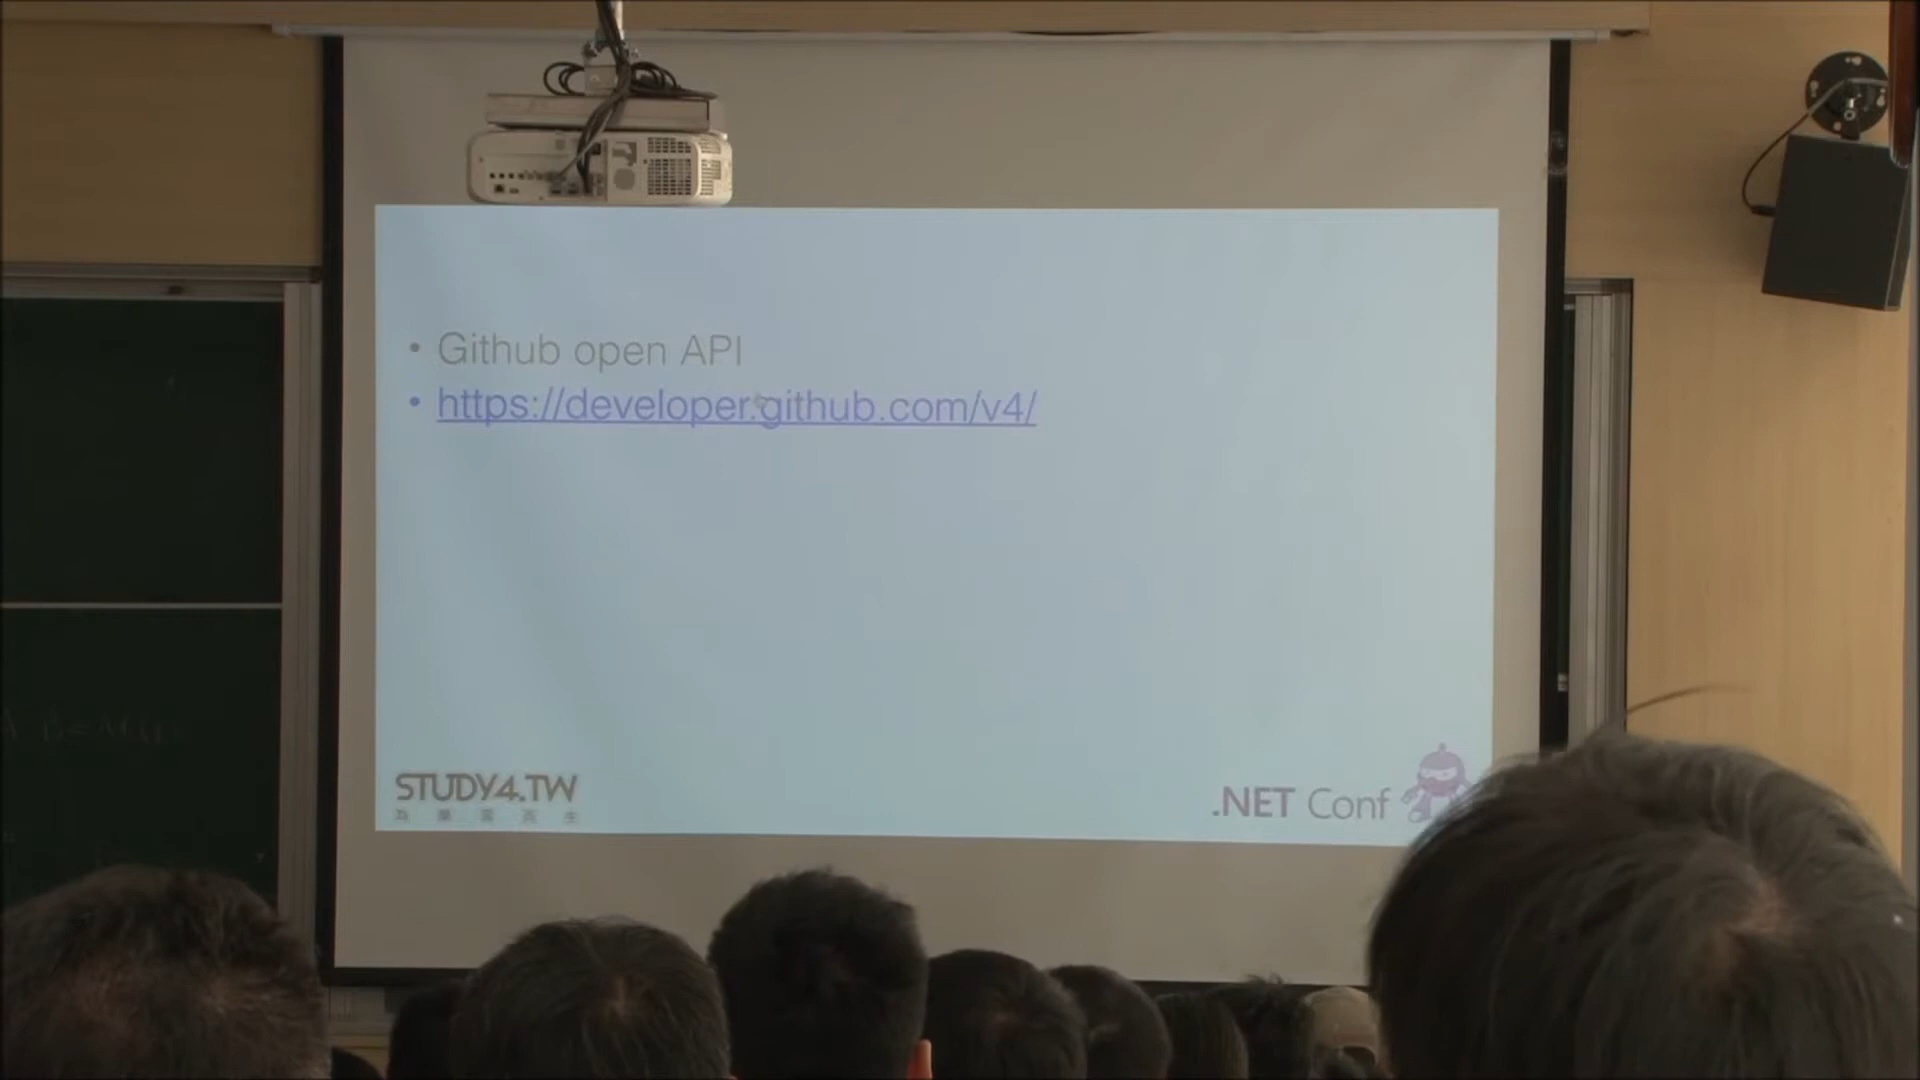 • Github open API
• https://developer.github.com/v4/
STUDY4.TW
.NET Conf